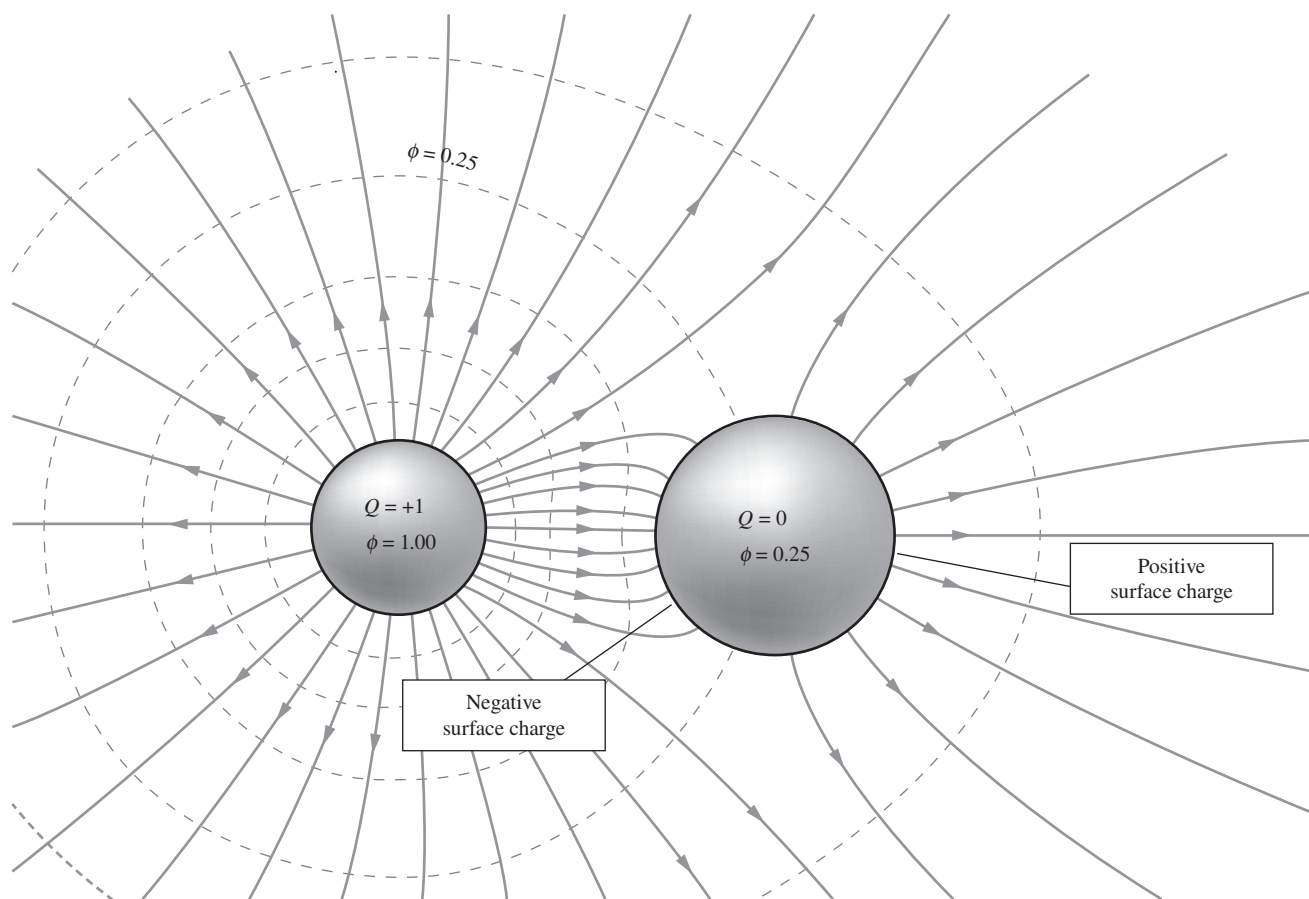 ϕ = 0.25
Q = +1
ϕ = 1.00
Q = 0
ϕ = 0.25
Positive
surface charge
Negative
surface charge